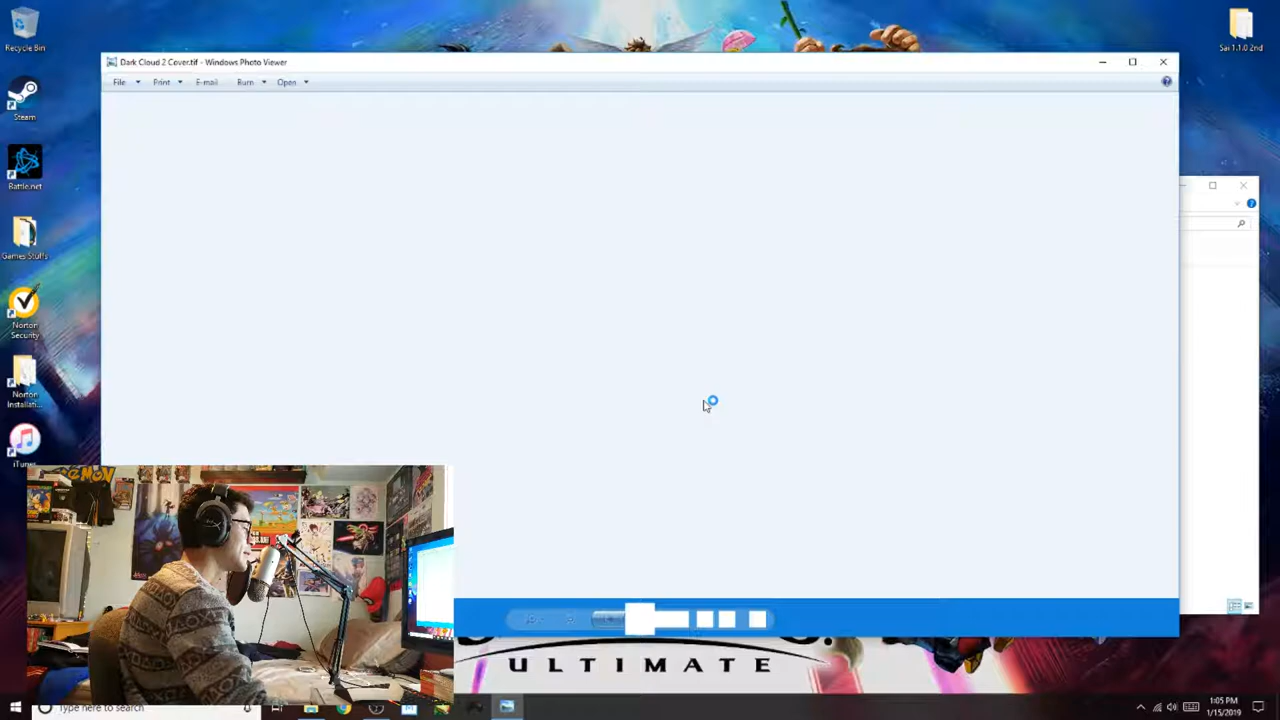 Recycle Bin
Sai 1.1.0 2nd
Dark Cloud 2 Cover.tif - Windows Photo Viewer
File
Print
E-mail
Burn
Open
Steam
Battle.net
Games Stuffs
Norton
Security
Norton
Installatio...
iTunes
ULTIMATE
Type here to search
1:05 PM
1/15/2019